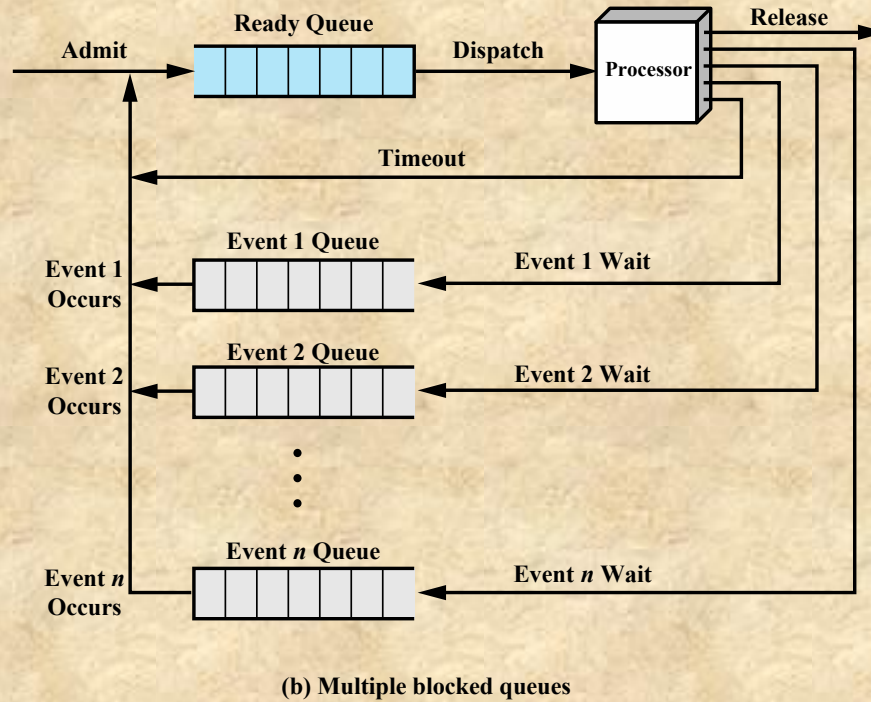 Release
Ready Queue
Admit
Dispatch
Processor
Timeout
Event 1 Queue
Event 1
Occurs
Event 1 Wait
Event 2 Queue
Event 2
Occurs
Event 2 Wait
Event n Queue
Event n
Occurs
Event n Wait
(b) Multiple blocked queues